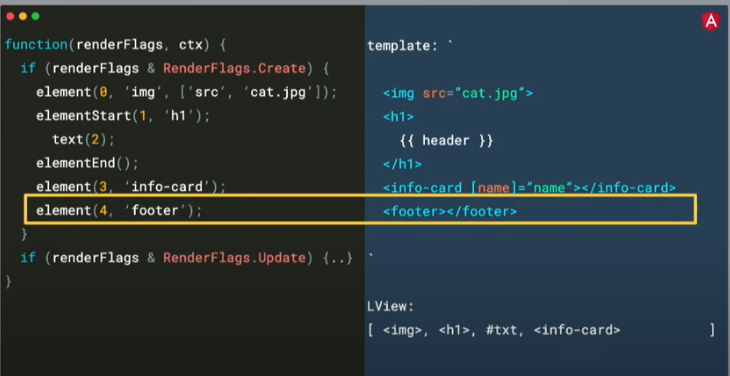 function(renderFlags, ctx) {
if (renderFlags & RenderFlags.Create) {
element(0, ‘img’, [‘src’, ‘cat.jpg’]);
elementStart(1, ‘h1’);
text(2);
elementEnd();
element(3, ‘info-card’);
element(4, ‘footer’);
}
if (renderFlags & RenderFlags.Update) {..}
}
template: `
<img src=“cat.jpg”>
<h1>
{{ header }}
</h1>
<info-card [name]=“name”></info-card>
<footer></footer>
`
LView:
[ <img>, <h1>, #txt, <info-card> ]
A